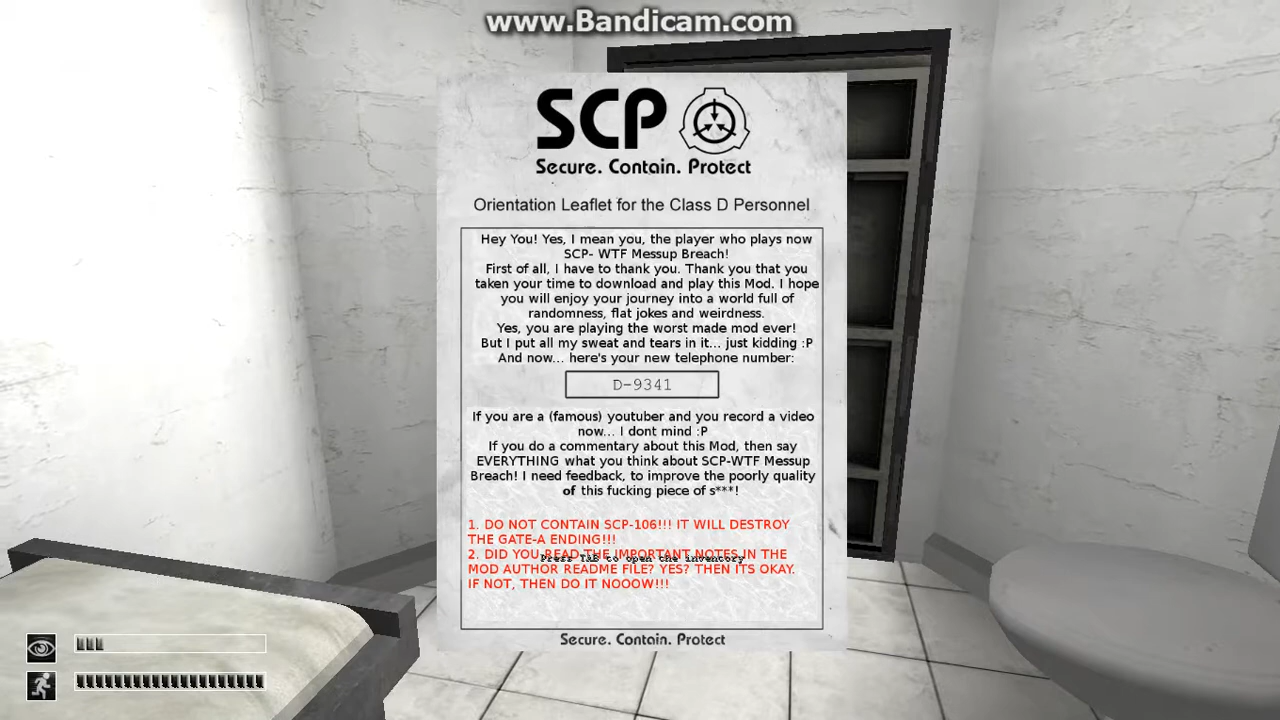 www.Bandicam.com
SCP
Secure. Contain. Protect
Orientation Leaflet for the Class D Personnel
Hey You! Yes, I mean you, the player who plays now
SCP- WTF Messup Breach!
First of all, I have to thank you. Thank you that you
taken your time to download and play this Mod. I hope
you will enjoy your journey into a world full of
randomness, flat jokes and weirdness.
Yes, you are playing the worst made mod ever!
But I put all my sweat and tears in it... just kidding :P
And now... here's your new telephone number:
D-9341
If you are a (famous) youtuber and you record a video
now... I dont mind :P
If you do a commentary about this Mod, then say
EVERYTHING what you think about SCP-WTF Messup
Breach! I need feedback, to improve the poorly quality
of this fucking piece of s***!
1. DO NOT CONTAIN SCP-106!!! IT WILL DESTROY
THE GATE-A ENDING!!!
2. DID YOU READ THE IMPORTANT NOTES IN THE
Press TAB to open the inventory
MOD AUTHOR README FILE? YES? THEN ITS OKAY.
IF NOT, THEN DO IT NOOOW!!!
Secure. Contain. Protect